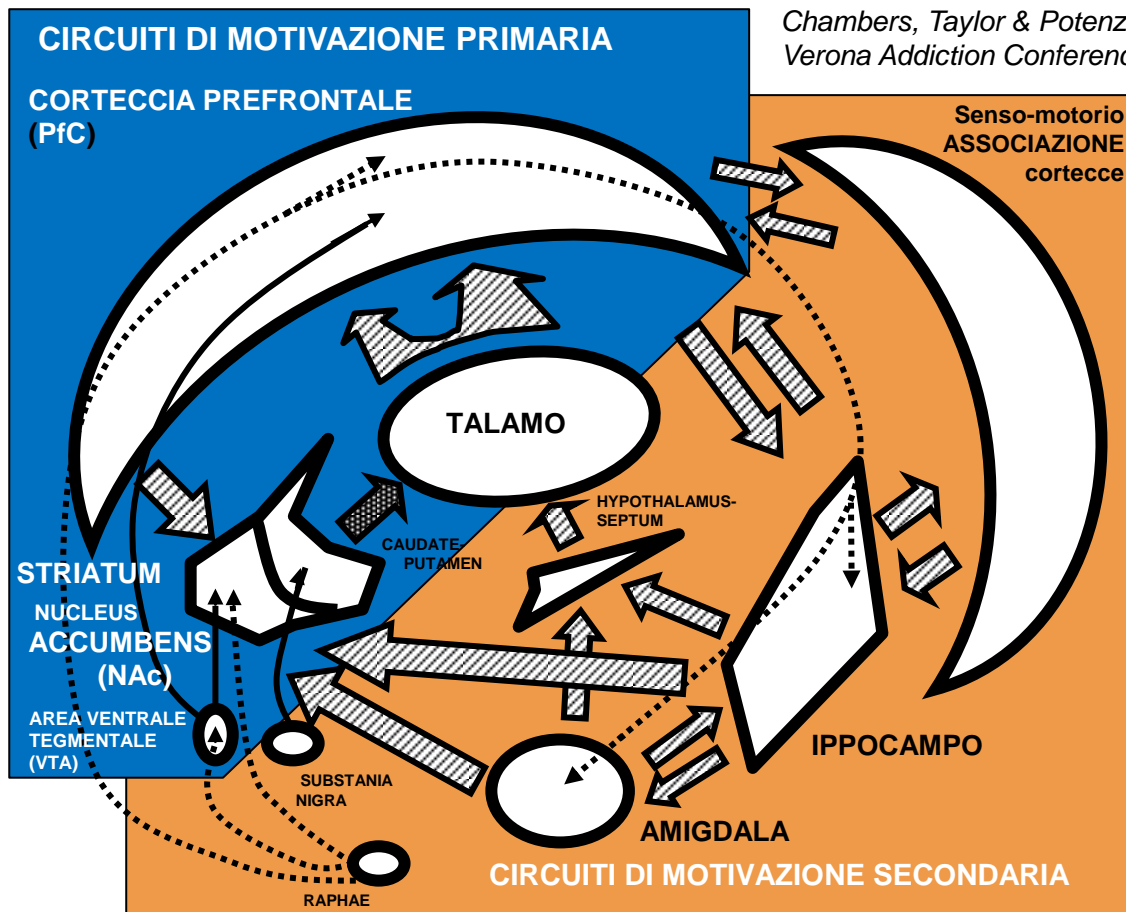 Chambers, Taylor & Potenz
Verona Addiction Conferenc
CIRCUITI DI MOTIVAZIONE PRIMARIA
CORTECCIA PREFRONTALE
(PfC)
Senso-motorio
ASSOCIAZIONE
cortecce
TALAMO
HYPOTHALAMUS-
SEPTUM
CAUDATE-
PUTAMEN
STRIATUM
NUCLEUS
ACCUMBENS
(NAc)
AREA VENTRALE
TEGMENTALE
(VTA)
SUBSTANIA
NIGRA
IPPOCAMPO
AMIGDALA
CIRCUITI DI MOTIVAZIONE SECONDARIA
RAPHAE